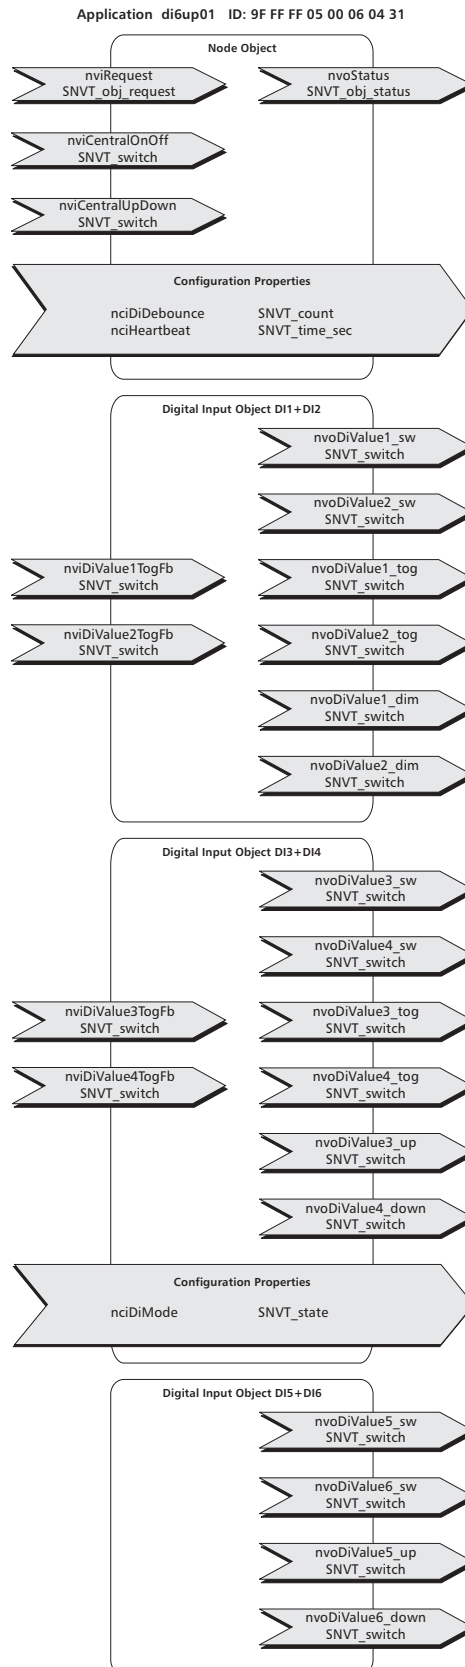 Application di6up01 ID: 9F FF FF 05 00 06 04 31
Node Object
nviRequest
SNVT_obj_request
nvoStatus
SNVT_obj_status
nviCentralOnOff
SNVT_switch
nviCentralUpDown
SNVT_switch
Configuration Properties
nciDiDebounce SNVT_count
nciHeartbeat SNVT_time_sec
Digital Input Object DI1+DI2
nvoDiValue1_sw
SNVT_switch
nvoDiValue2_sw
SNVT_switch
nviDiValue1TogFb
SNVT_switch
nvoDiValue1_tog
SNVT_switch
nviDiValue2TogFb
SNVT_switch
nvoDiValue2_tog
SNVT_switch
nvoDiValue1_dim
SNVT_switch
nvoDiValue2_dim
SNVT_switch
Digital Input Object DI3+DI4
nvoDiValue3_sw
SNVT_switch
nvoDiValue4_sw
SNVT_switch
nviDiValue3TogFb
SNVT_switch
nvoDiValue3_tog
SNVT_switch
nviDiValue4TogFb
SNVT_switch
nvoDiValue4_tog
SNVT_switch
nvoDiValue3_up
SNVT_switch
nvoDiValue4_down
SNVT_switch
Configuration Properties
nciDiMode SNVT_state
Digital Input Object DI5+DI6
nvoDiValue5_sw
SNVT_switch
nvoDiValue6_sw
SNVT_switch
nvoDiValue5_up
SNVT_switch
nvoDiValue6_down
SNVT_switch